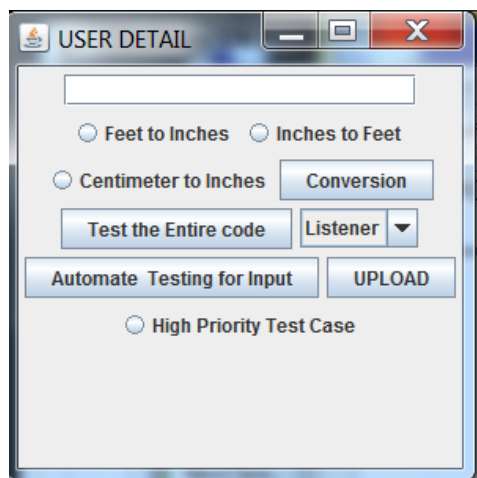 USER DETAIL
Feet to Inches Inches to Feet
Centimeter to Inches Conversion
Test the Entire code Listener
Automate Testing for Input UPLOAD
High Priority Test Case